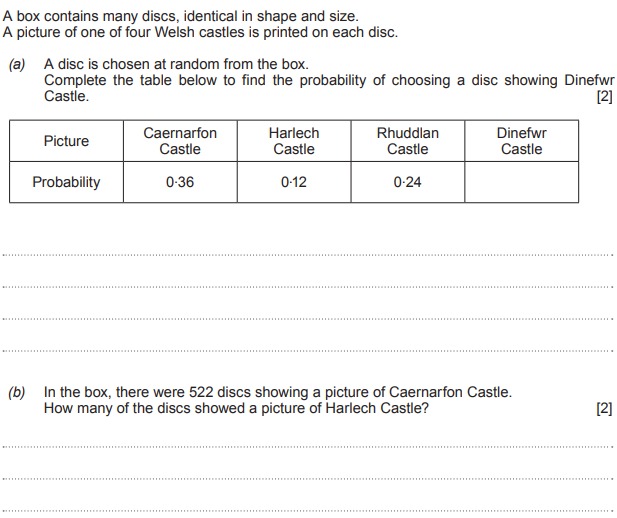 A box contains many discs, identical in shape and size.
A picture of one of four Welsh castles is printed on each disc.
(a) A disc is chosen at random from the box.
Complete the table below to find the probability of choosing a disc showing Dinefwr
Castle. [2]
Picture Caernarfon Castle Harlech Castle Rhuddlan Castle Dinefwr Castle
Probability 0·36 0·12 0·24
(b) In the box, there were 522 discs showing a picture of Caernarfon Castle.
How many of the discs showed a picture of Harlech Castle? [2]